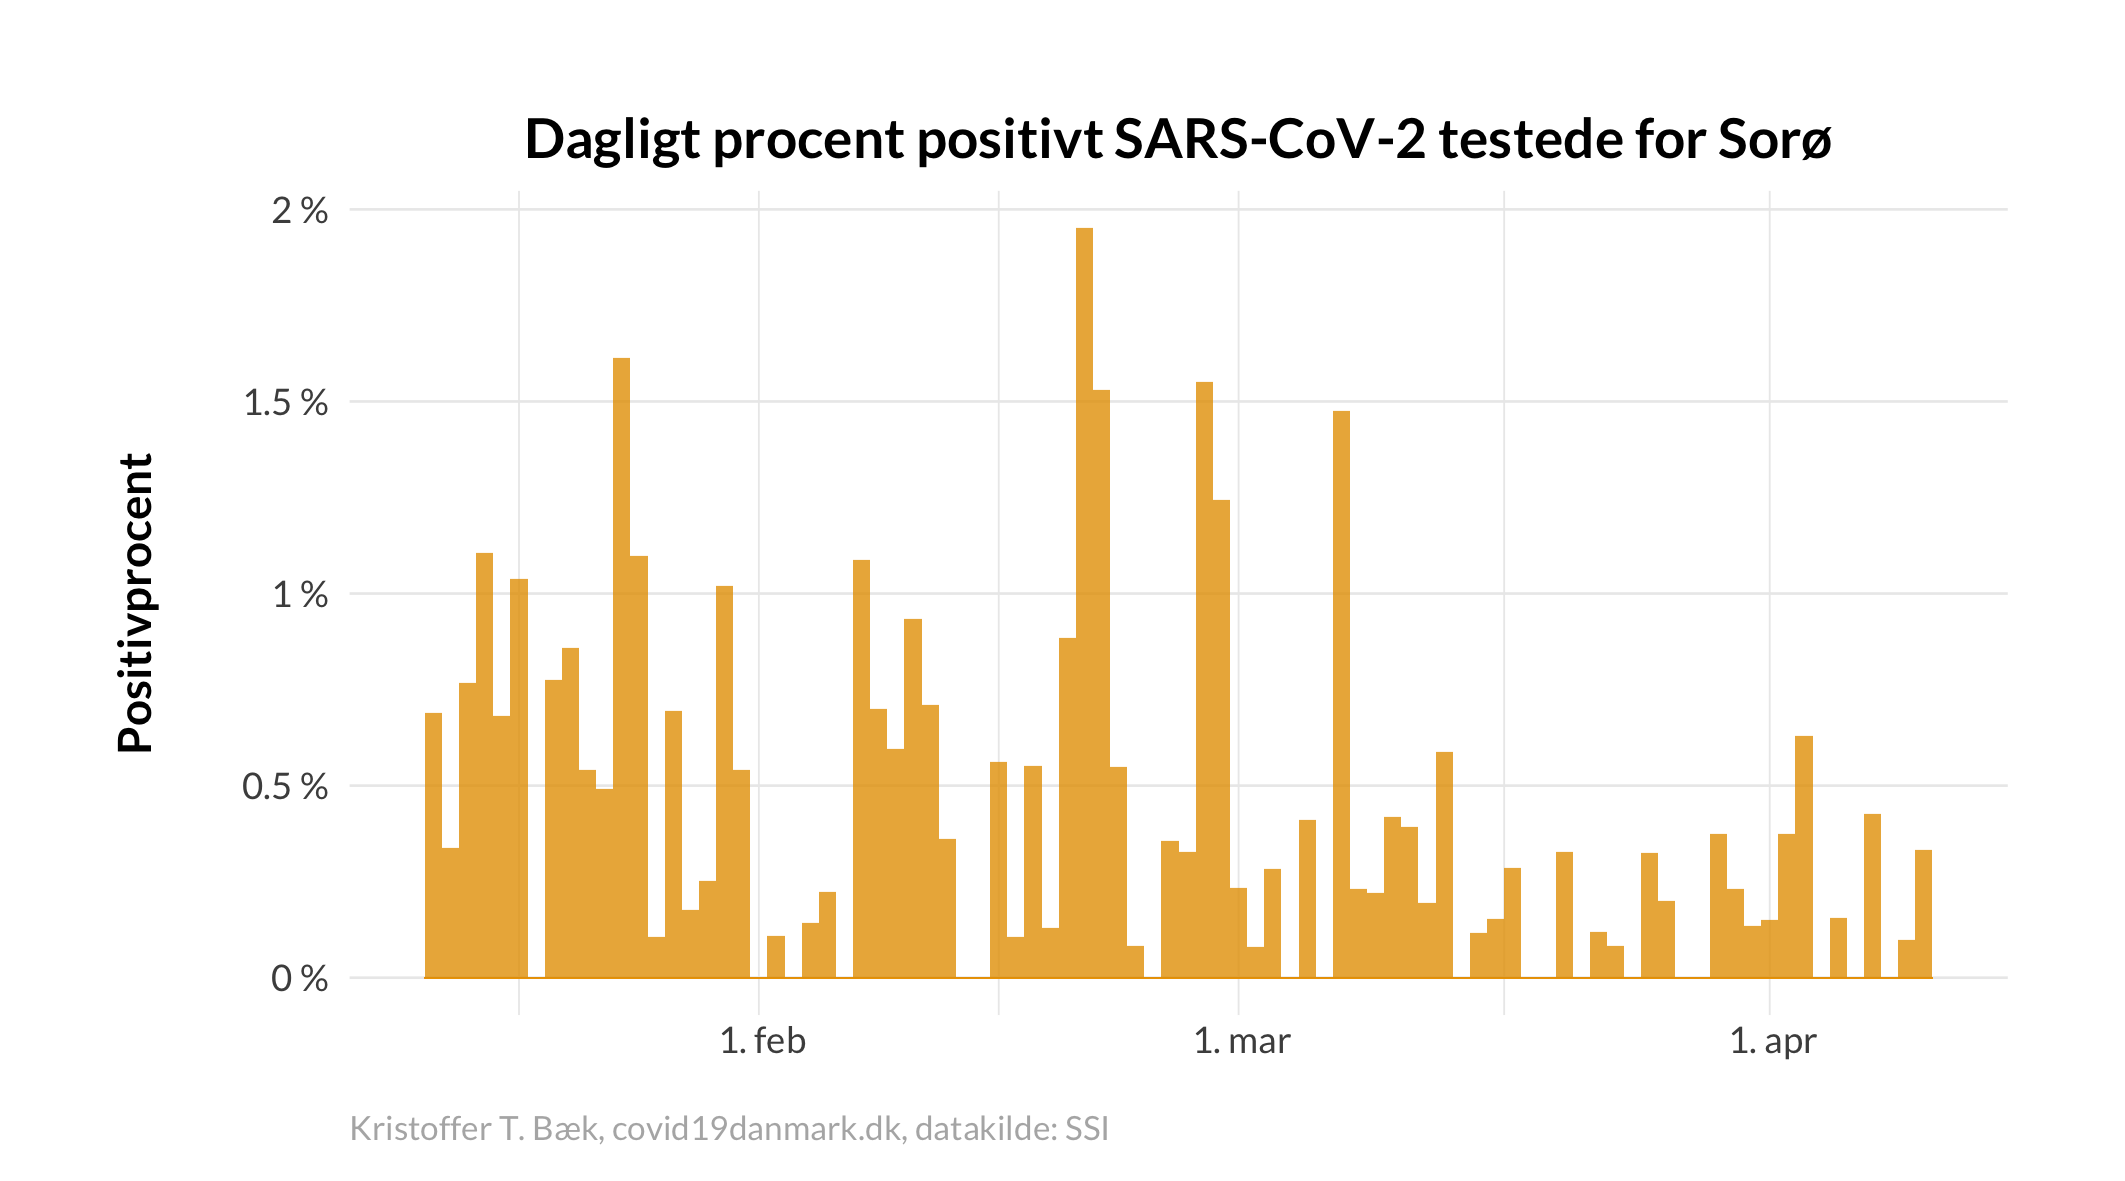 Dagligt procent positivt SARS-CoV-2 testede for Sorø
Positivprocent
2 %
1.5 %
1 %
0.5 %
0 %
1. feb
1. mar
1. apr
Kristoffer T. Bæk, covid19danmark.dk, datakilde: SSI